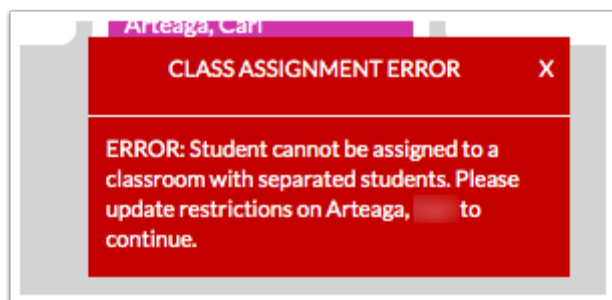 Arteaga, Carl
CLASS ASSIGNMENT ERROR X
ERROR: Student cannot be assigned to a
classroom with separated students. Please
update restrictions on Arteaga, to
continue.